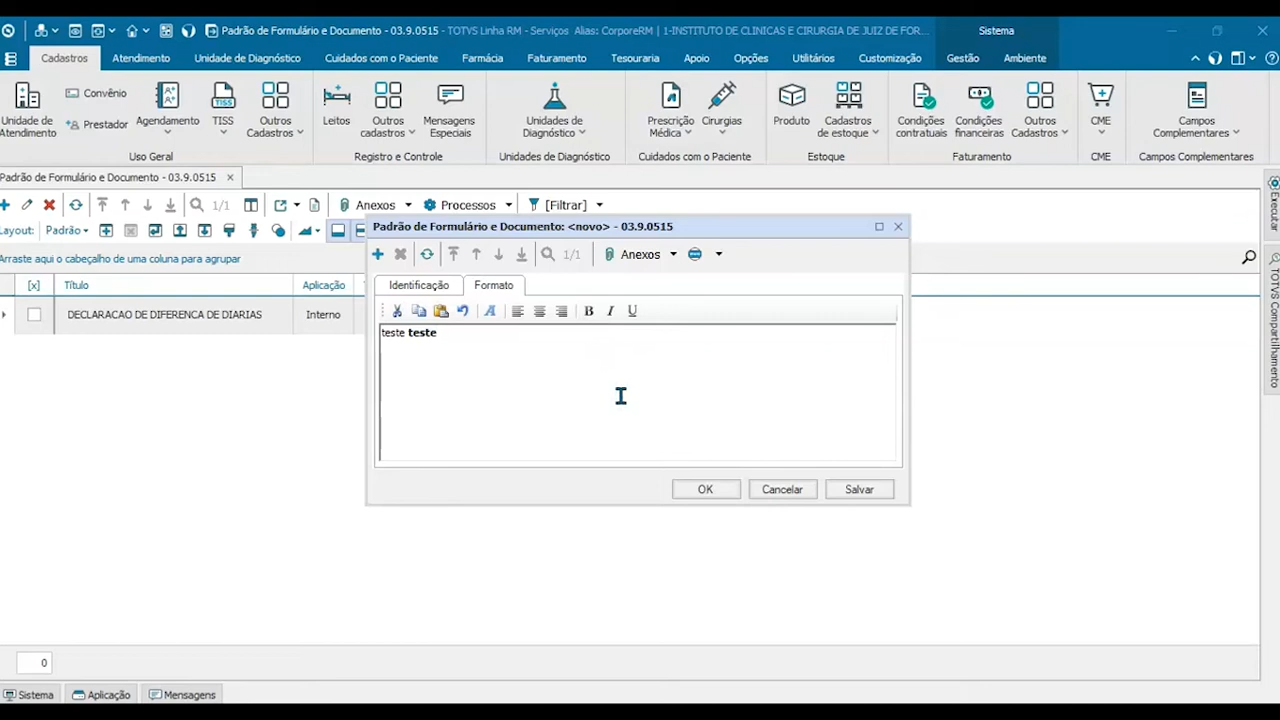 Padrão de Formulário e Documento - 03.9.0515 - TOTVS Linha RM - Serviços Alias: CorporeRM | 1-INSTITUTO DE CLINICAS E CIRURGIA DE JUIZ DE FOR... Sistema
Cadastros Atendimento Unidade de Diagnóstico Cuidados com o Paciente Farmácia Faturamento Tesouraria Apoio Opções Utilitários Customização Gestão Ambiente
Unidade de Atendimento
Convênio
Prestador
Agendamento
TISS
Outros Cadastros
Leitos
Outros cadastros
Mensagens Especiais
Unidades de Diagnóstico
Prescrição Médica
Cirurgias
Produto
Cadastros de estoque
Condições contratuais
Condições financeiras
Outros Cadastros
CME
Campos Complementares
Uso Geral Registro e Controle Unidades de Diagnóstico Cuidados com o Paciente Estoque Faturamento CME Campos Complementares
Padrão de Formulário e Documento - 03.9.0515
1/1 Anexos Processos [Filtrar]
Layout: Padrão
Arraste aqui o cabeçalho de uma coluna para agrupar
[x] Título Aplicação
DECLARACAO DE DIFERENCA DE DIARIAS Interno
Padrão de Formulário e Documento: <novo> - 03.9.0515
1/1 Anexos
Identificação Formato
B I U
teste teste
OK Cancelar Salvar
Executar
TOTVS Compartilhamento
0
Sistema Aplicação Mensagens